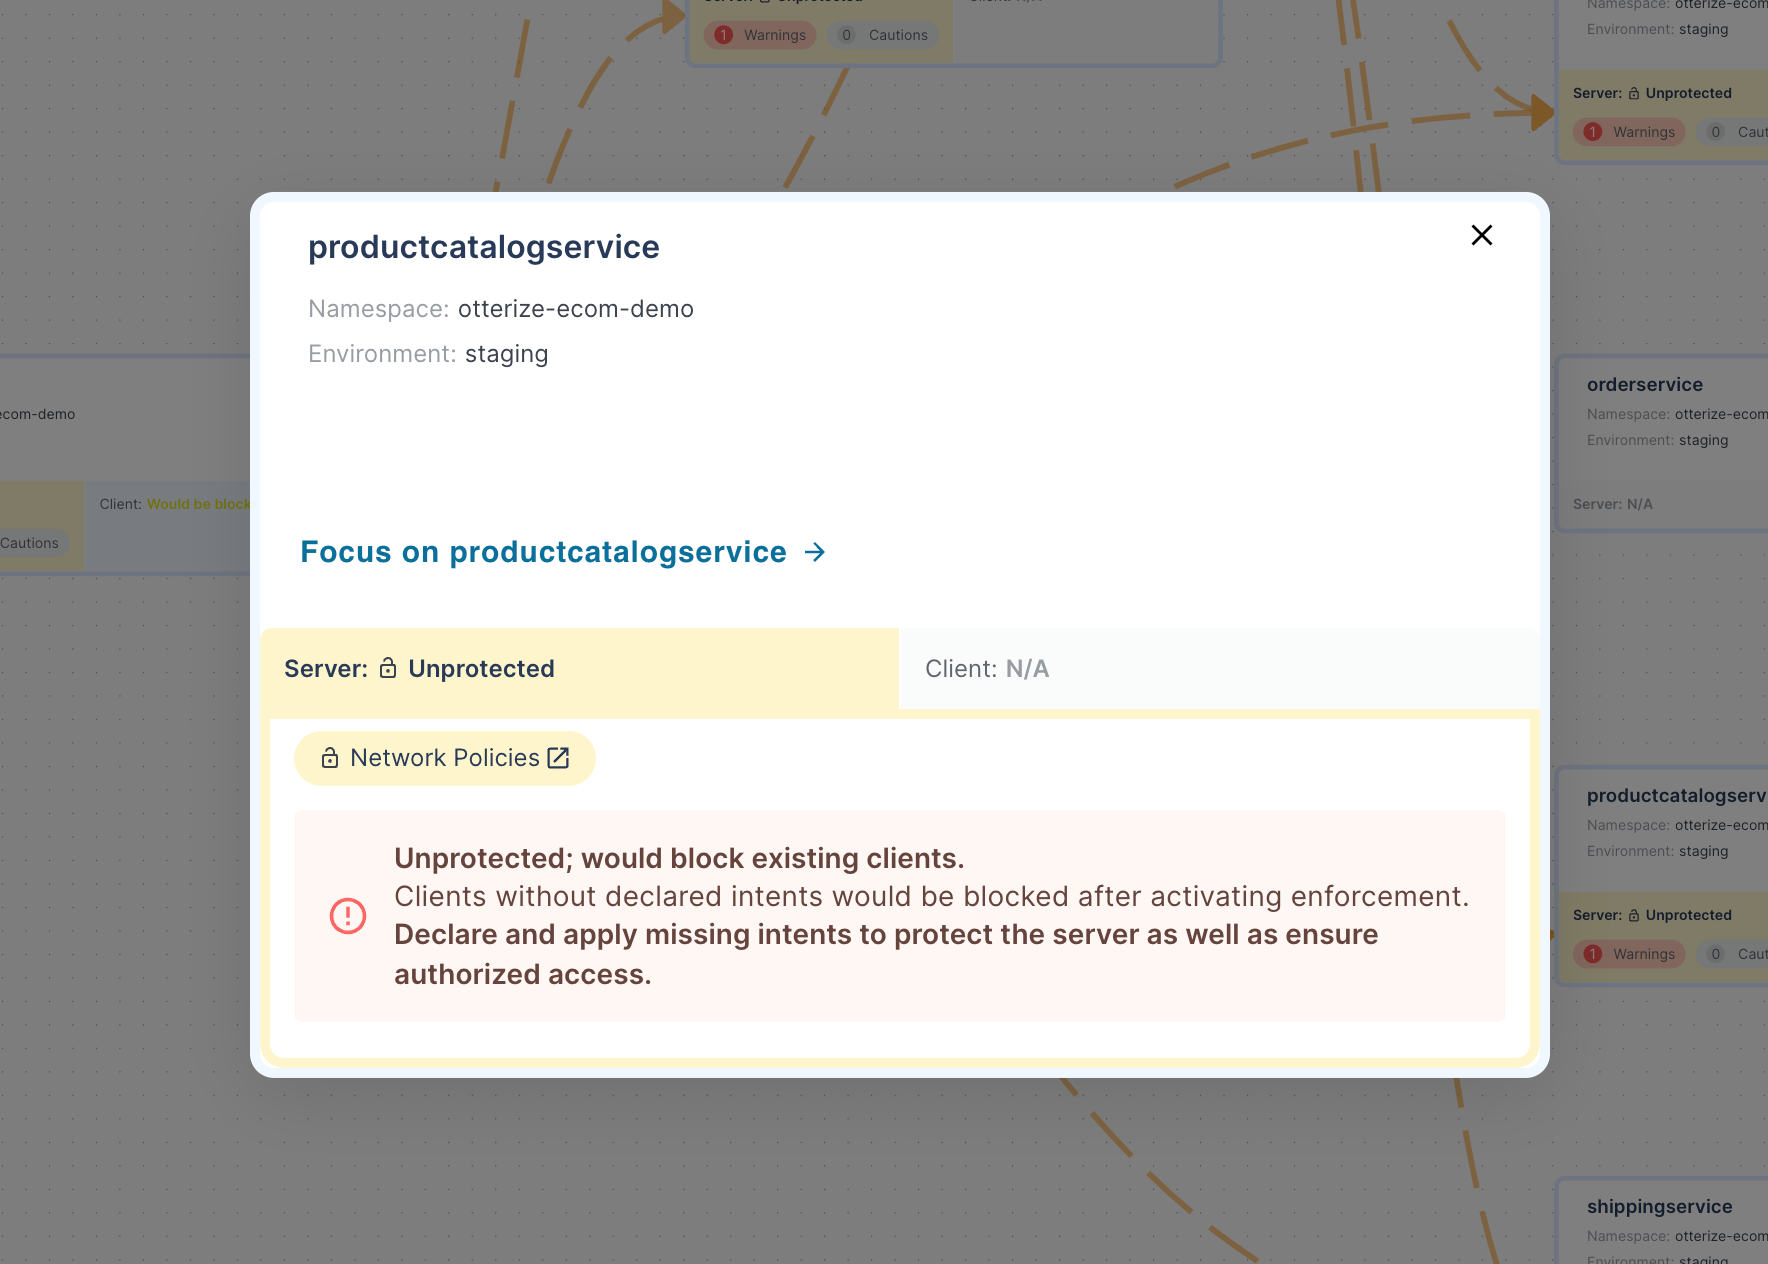 Server: Unprotected
1 Warnings 0 Cautions
Namespace:
Environment: staging
Server: Unprotected
1 Warnings 0
productcatalogservice
Namespace: otterize-ecom-demo
Environment: staging
Focus on productcatalogservice
Server: Unprotected
Client: N/A
Network Policies
Unprotected; would block existing clients.
Clients without declared intents would be blocked after activating enforcement.
Declare and apply missing intents to protect the server as well as ensure
authorized access.
ecom-demo
Client: Would be block
Cautions
orderservice
Namespace: otterize-ecom
Environment: staging
Server: N/A
productcatalogserv
Namespace: otterize-ecom
Environment: staging
Server: Unprotected
1 Warnings 0 Caut
shippingservice
Namespace: otterize-ecom
Environment: staging